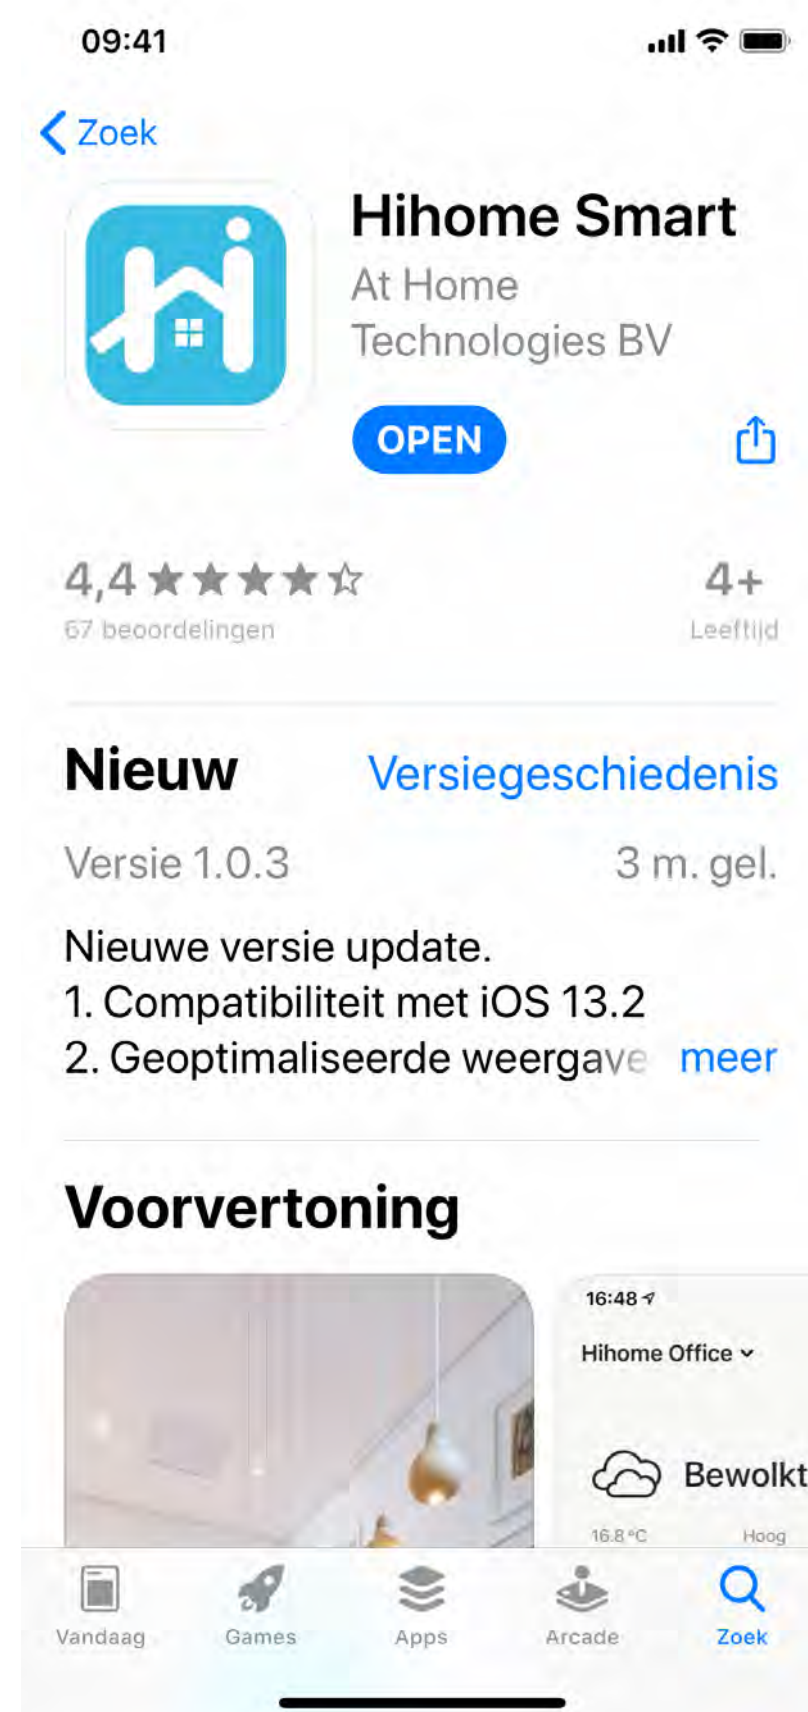 09:41
Zoek
Hihome Smart
At Home
Technologies BV
OPEN
4,4
4+
67 beoordelingen
Leeftijd
Nieuw
Versiegeschiedenis
Versie 1.0.3
3 m. gel.
Nieuwe versie update.
1. Compatibiliteit met iOS 13.2
2. Geoptimaliseerde weergave meer
Voorvertoning
16:48
Hihome Office
Bewolkt
16.8 °C
Hoog
Vandaag
Games
Apps
Arcade
Zoek